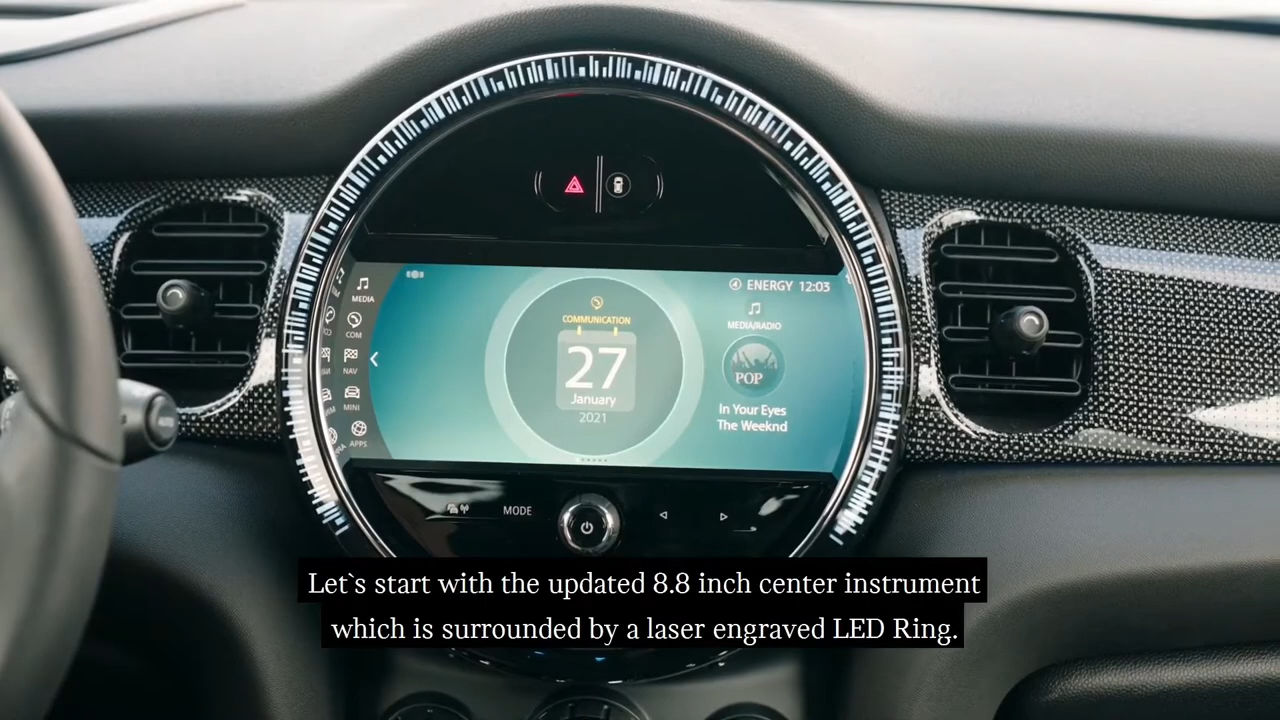 ENERGY 12:03
MEDIA
COM
NAV
MINI
APPS
COMMUNICATION
27
January
2021
MEDIA/RADIO
POP
In Your Eyes
The Weeknd
MODE
Let`s start with the updated 8.8 inch center instrument
which is surrounded by a laser engraved LED Ring.